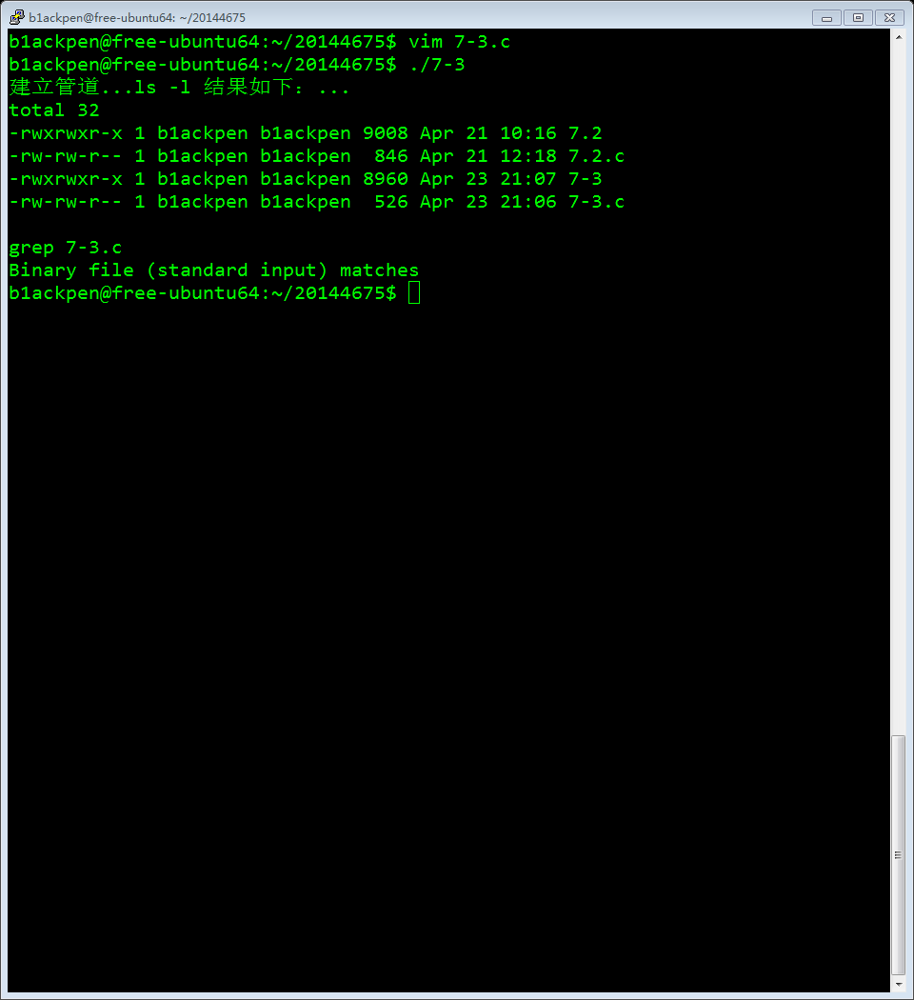 b1ackpen@free-ubuntu64: ~/20144675
b1ackpen@free-ubuntu64:~/20144675$ vim 7-3.c
b1ackpen@free-ubuntu64:~/20144675$ ./7-3
建立管道...ls -l 结果如下：...
total 32
-rwxrwxr-x 1 b1ackpen b1ackpen 9008 Apr 21 10:16 7.2
-rw-rw-r-- 1 b1ackpen b1ackpen  846 Apr 21 12:18 7.2.c
-rwxrwxr-x 1 b1ackpen b1ackpen 8960 Apr 23 21:07 7-3
-rw-rw-r-- 1 b1ackpen b1ackpen  526 Apr 23 21:06 7-3.c
grep 7-3.c
Binary file (standard input) matches
b1ackpen@free-ubuntu64:~/20144675$